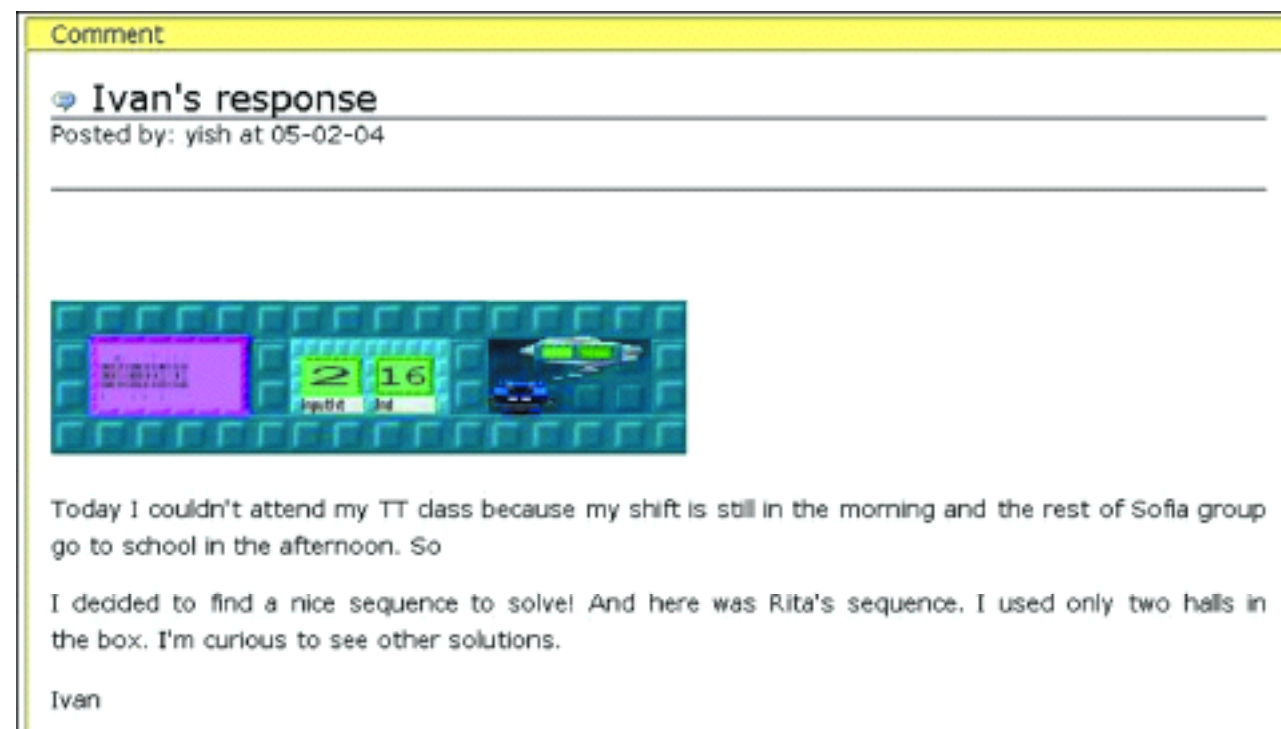 Comment
Ivan's response
Posted by: yish at 05-02-04
2 16
Today I couldn't attend my TT class because my shift is still in the morning and the rest of Sofia group
go to school in the afternoon. So
I decided to find a nice sequence to solve! And here was Rita's sequence. I used only two halls in
the box. I'm curious to see other solutions.
Ivan